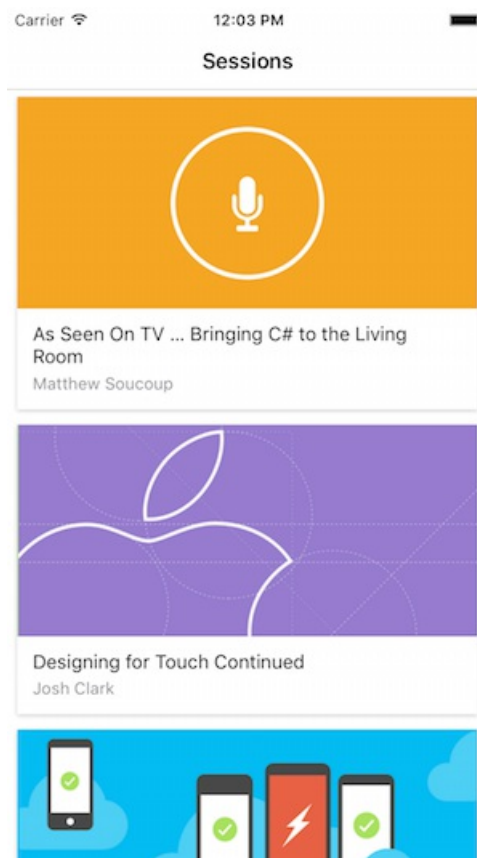 Carrier 12:03 PM
Sessions
As Seen On TV ... Bringing C# to the Living
Room
Matthew Soucoup
Designing for Touch Continued
Josh Clark